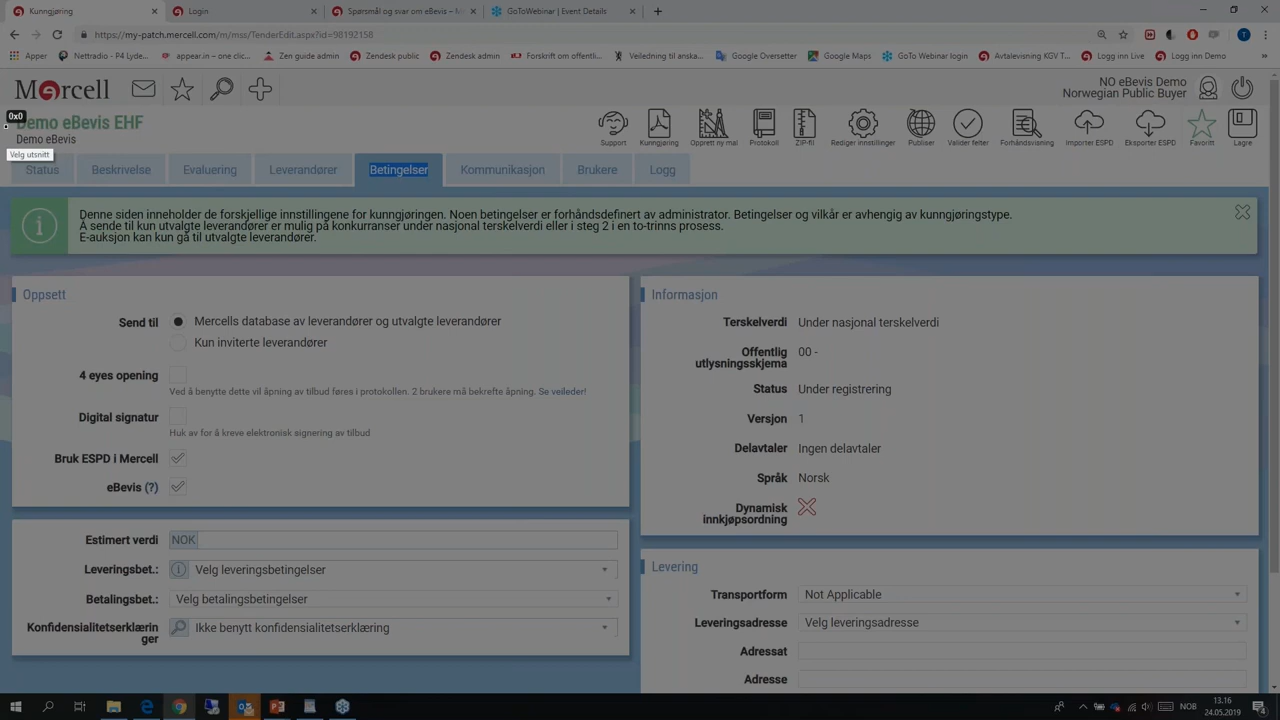 Kunngjøring
Login
Spørsmål og svar om eBevis – M
GoToWebinar | Event Details
https://my-patch.mercell.com/m/mss/TenderEdit.aspx?id=98192158
T
Apper
Nettradio - P4 Lyde...
appear.in – one clic...
Zen guide admin
Zendesk public
Zendesk admin
Forskrift om offentl...
Veiledning til anske...
Google Oversetter
Google Maps
GoTo Webinar login
Avtalevisning KGV T...
Logg inn Live
Logg inn Demo
Mercell
NO eBevis Demo
Norwegian Public Buyer
0x0
Demo eBevis EHF
Demo eBevis
Velg utsnitt
Support
Kunngjøring
Opprett ny mal
Protokoll
ZIP-fil
Rediger innstillinger
Publiser
Valider felter
Forhåndsvisning
Importer ESPD
Eksporter ESPD
Favoritt
Lagre
Status
Beskrivelse
Evaluering
Leverandører
Betingelser
Kommunikasjon
Brukere
Logg
Denne siden inneholder de forskjellige innstillingene for kunngjøringen. Noen betingelser er forhåndsdefinert av administrator. Betingelser og vilkår er avhengig av kunngjøringstype.
Å sende til kun utvalgte leverandører er mulig på konkurranser under nasjonal terskelverdi eller i steg 2 i en to-trinns prosess.
E-auksjon kan kun gå til utvalgte leverandører.
Oppsett
Send til
Mercells database av leverandører og utvalgte leverandører
Kun inviterte leverandører
4 eyes opening
Ved å benytte dette vil åpning av tilbud føres i protokollen. 2 brukere må bekrefte åpning. Se veileder!
Digital signatur
Huk av for å kreve elektronisk signering av tilbud
Bruk ESPD i Mercell
eBevis (?)
Estimert verdi
NOK
Leveringsbet.:
Velg leveringsbetingelser
Betalingsbet.:
Velg betalingsbetingelser
Konfidensialitetserklærin
ger
Ikke benytt konfidensialitetserklæring
Informasjon
Terskelverdi
Under nasjonal terskelverdi
Offentlig
utlysningsskjema
00 -
Status
Under registrering
Versjon
1
Delavtaler
Ingen delavtaler
Språk
Norsk
Dynamisk
innkjøpsordning
Levering
Transportform
Not Applicable
Leveringsadresse
Velg leveringsadresse
Adressat
Adresse
NOB
13.16
24.05.2019
4